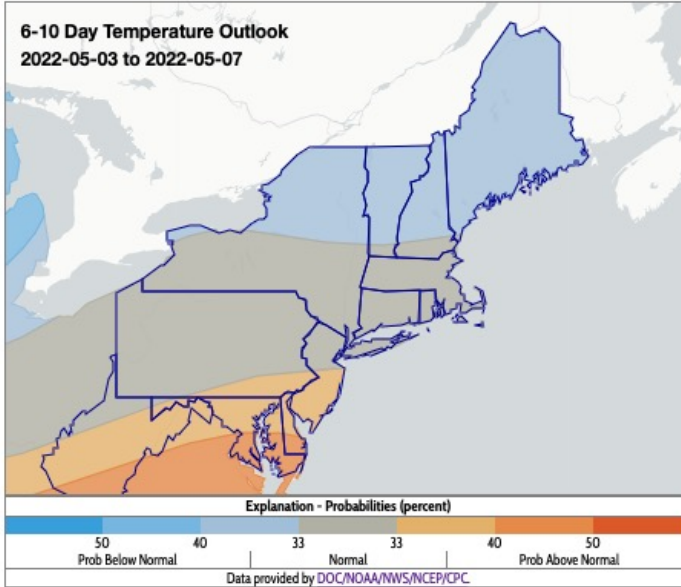 6-10 Day Temperature Outlook
2022-05-03 to 2022-05-07
Explanation - Probabilities (percent)
50 40 33 33 40 50
Prob Below Normal | Normal | Prob Above Normal
Data provided by DOC/NOAA/NWS/NCEP/CPC.